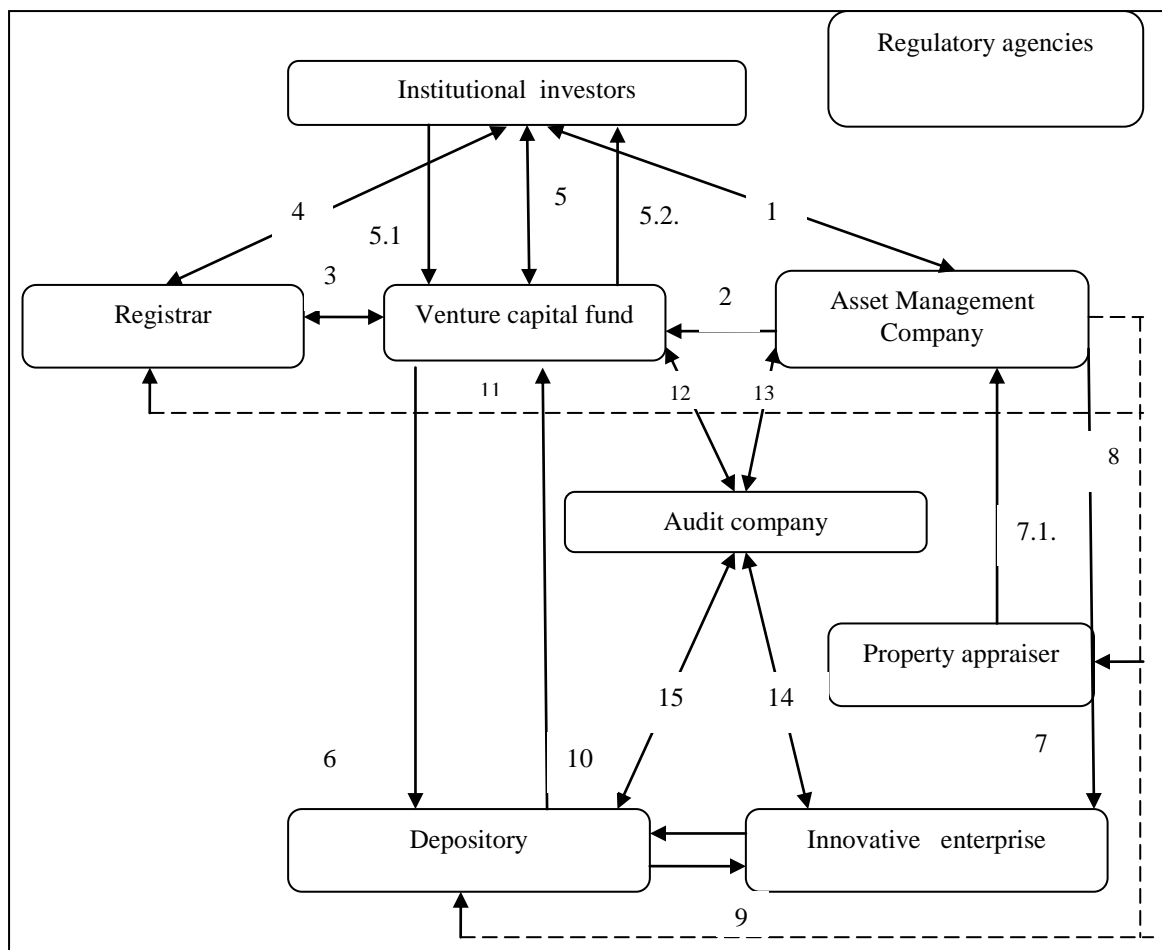 Regulatory agencies
Institutional investors
4
5.1
5
5.2.
1
3
2
Registrar
Venture capital fund
Asset Management
Company
11
12
13
8
Audit company
7.1.
Property appraiser
15
14
6
10
7
Depository
Innovative enterprise
9